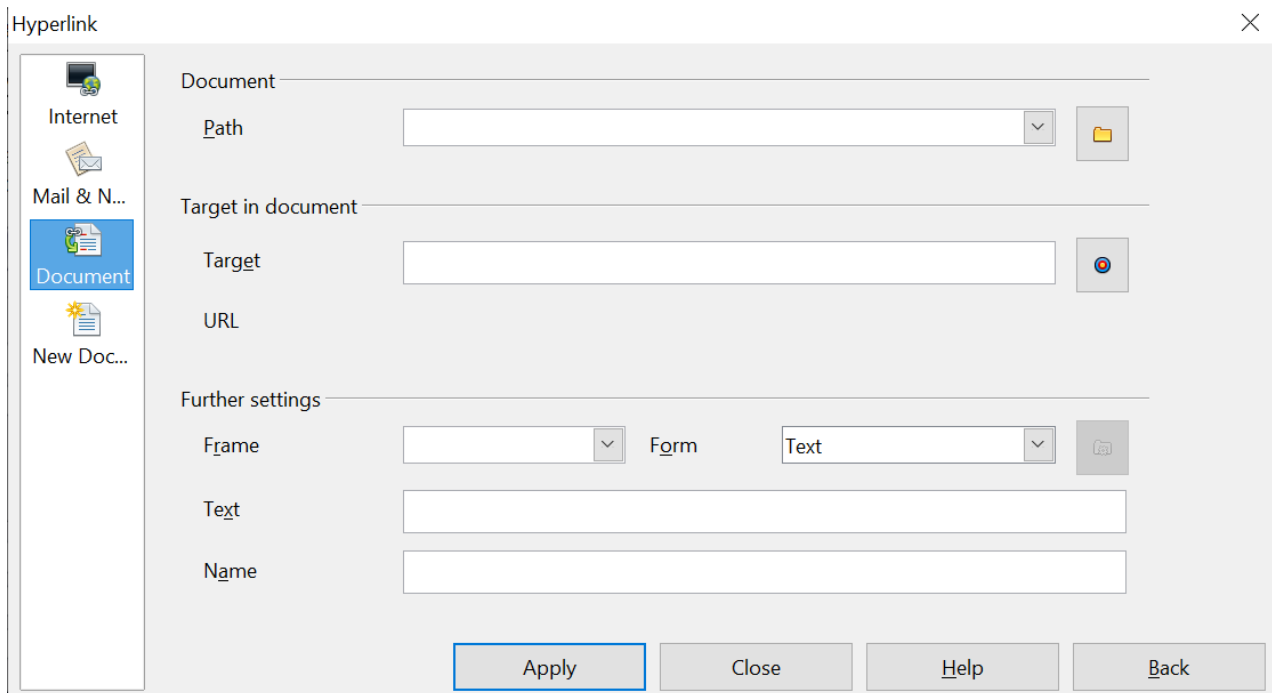 Hyperlink
Internet
Mail & N...
Document
New Doc...
Document
Path
Target in document
Target
URL
Further settings
Frame
Form
Text
Text
Name
Apply
Close
Help
Back